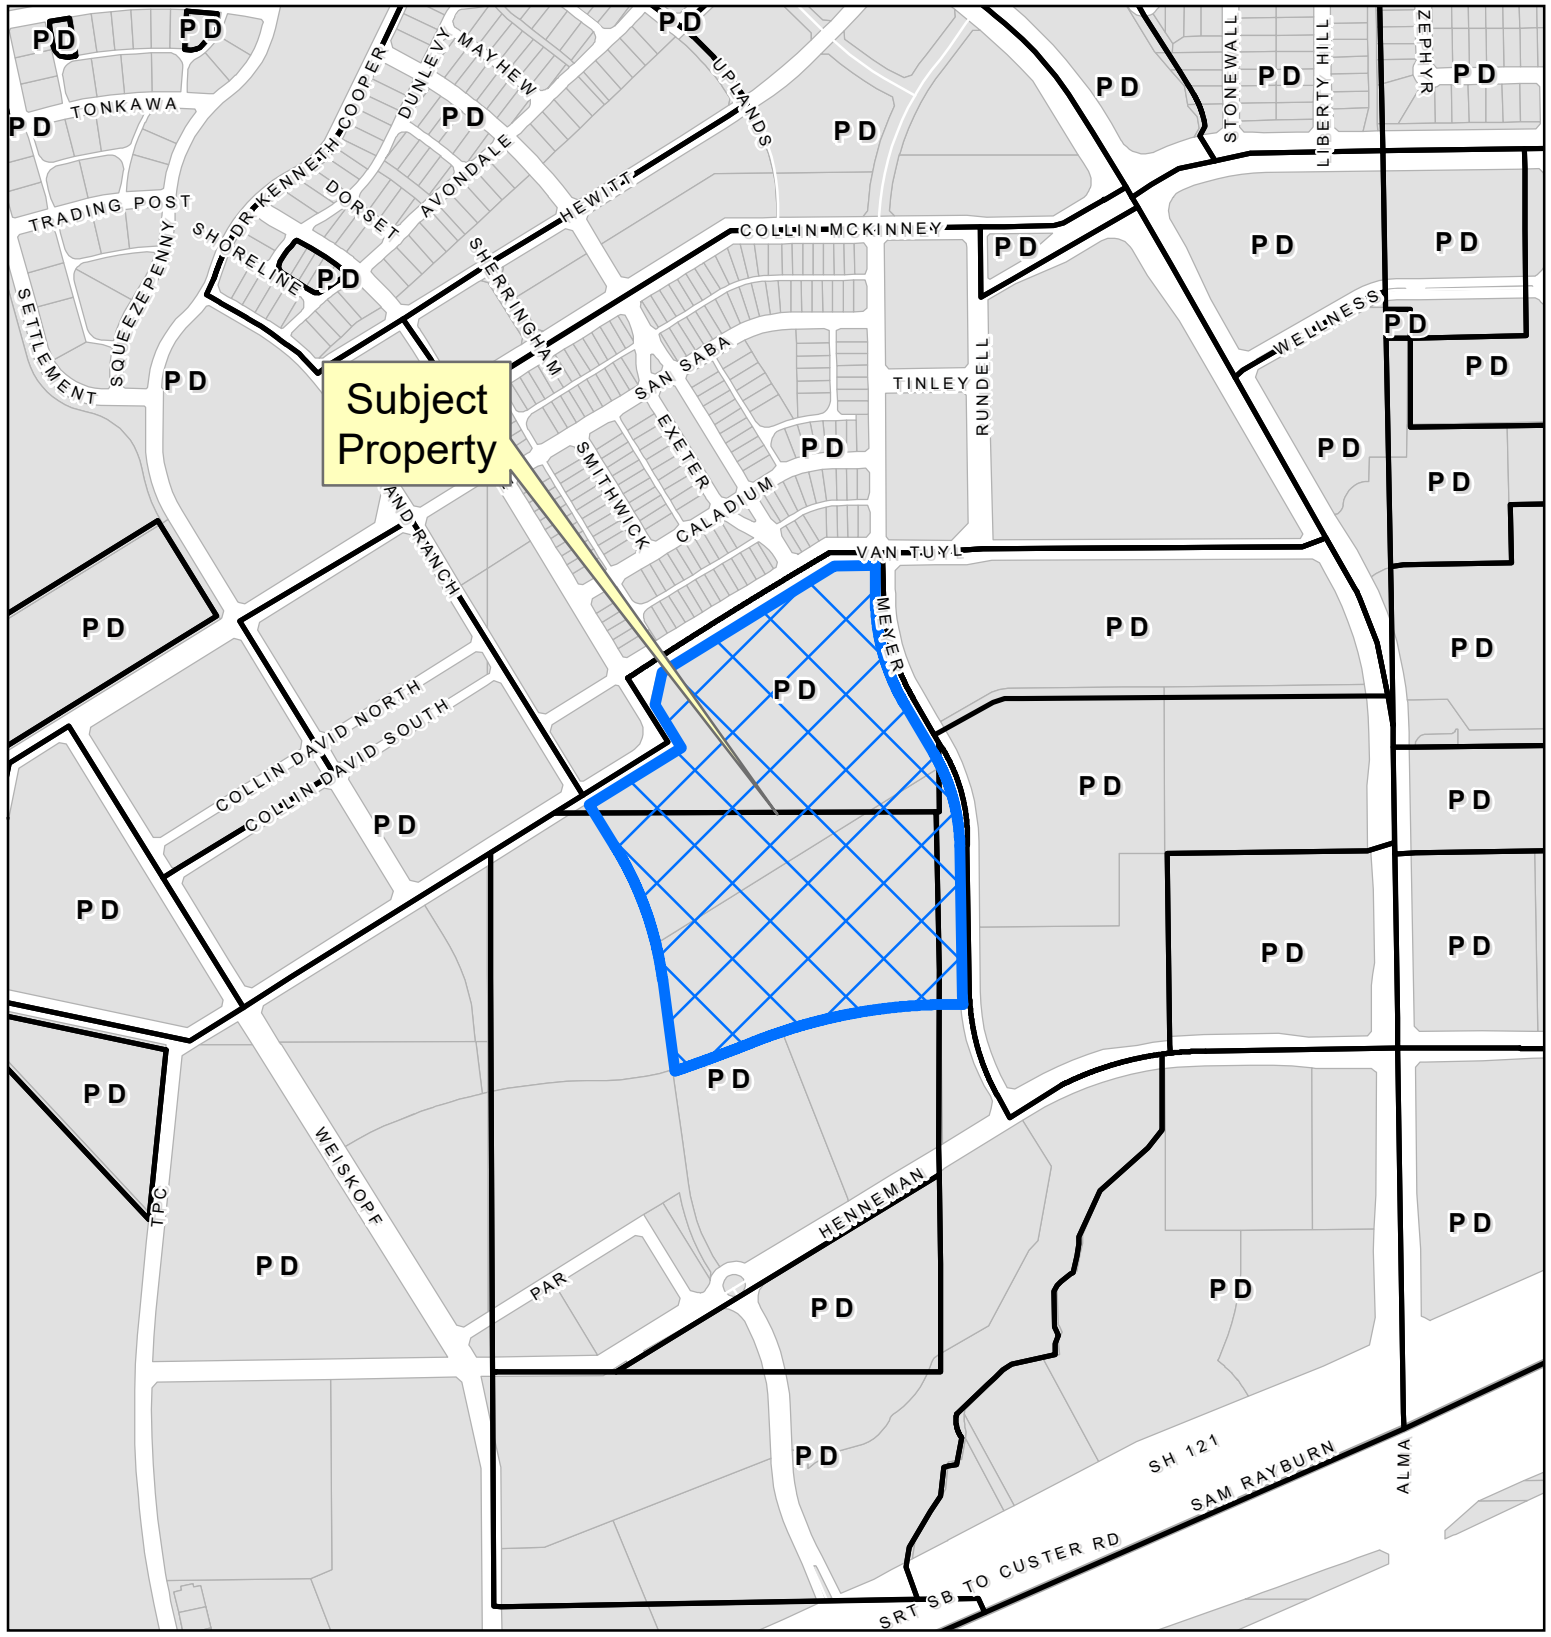 PD
PD
PD
ZEPHYR
STONEWALL
LIBERTY HILL
MAYHEW
DUNLEVY
UPLANDS
PD
PD
PD
DR KENNETH COOPER
TONKAWA
PD
PD
PD
AVONDALE
HEWITT
DORSET
TRADING POST
SHORELINE
SQUEEZEPENNY
COLLIN MCKINNEY
PD
PD
PD
PD
SHERRINGHAM
SETTLEMENT
WELLNESS
PD
SAN SABA
RUNDELL
TINLEY
PD
PD
Subject
Property
EXETER
SMITHWICK
PD
PD
PD
CALADIUM
AND RANCH
VAN TUYL
MEYER
PD
PD
PD
PD
COLLIN DAVID NORTH
COLLIN DAVID SOUTH
PD
PD
PD
PD
PD
PD
PD
PD
WEISKOPF
TPC
HENNEMAN
PD
PD
PAR
PD
PD
PD
SH 121
SAM RAYBURN
ALMA
SRT SB TO CUSTER RD